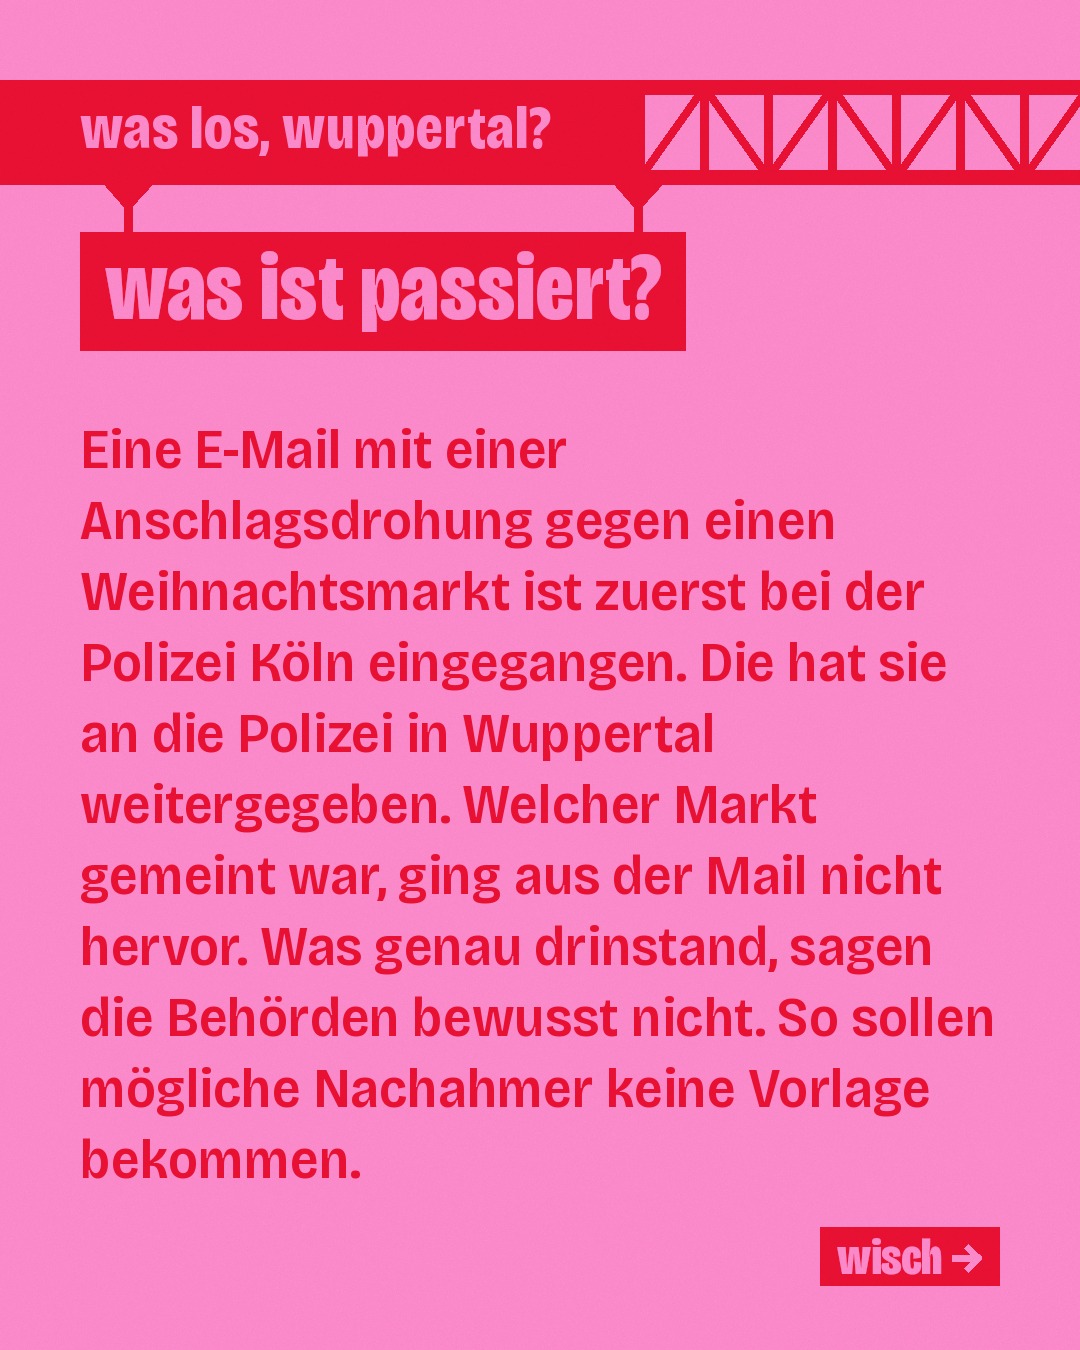 was los, wuppertal?
was ist passiert?
Eine E-Mail mit einer
Anschlagsdrohung gegen einen
Weihnachtsmarkt ist zuerst bei der
Polizei Köln eingegangen. Die hat sie
an die Polizei in Wuppertal
weitergegeben. Welcher Markt
gemeint war, ging aus der Mail nicht
hervor. Was genau drinstand, sagen
die Behörden bewusst nicht. So sollen
mögliche Nachahmer keine Vorlage
bekommen.
wisch →